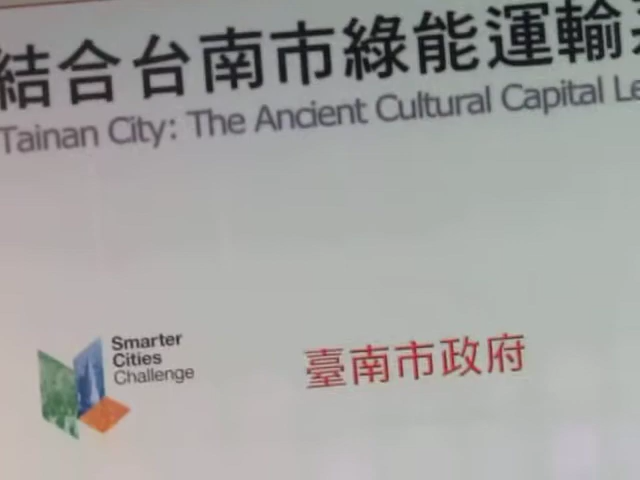 結合台南市綠能運輸
Tainan City: The Ancient Cultural Capital Le
Smarter
Cities
Challenge
臺南市政府